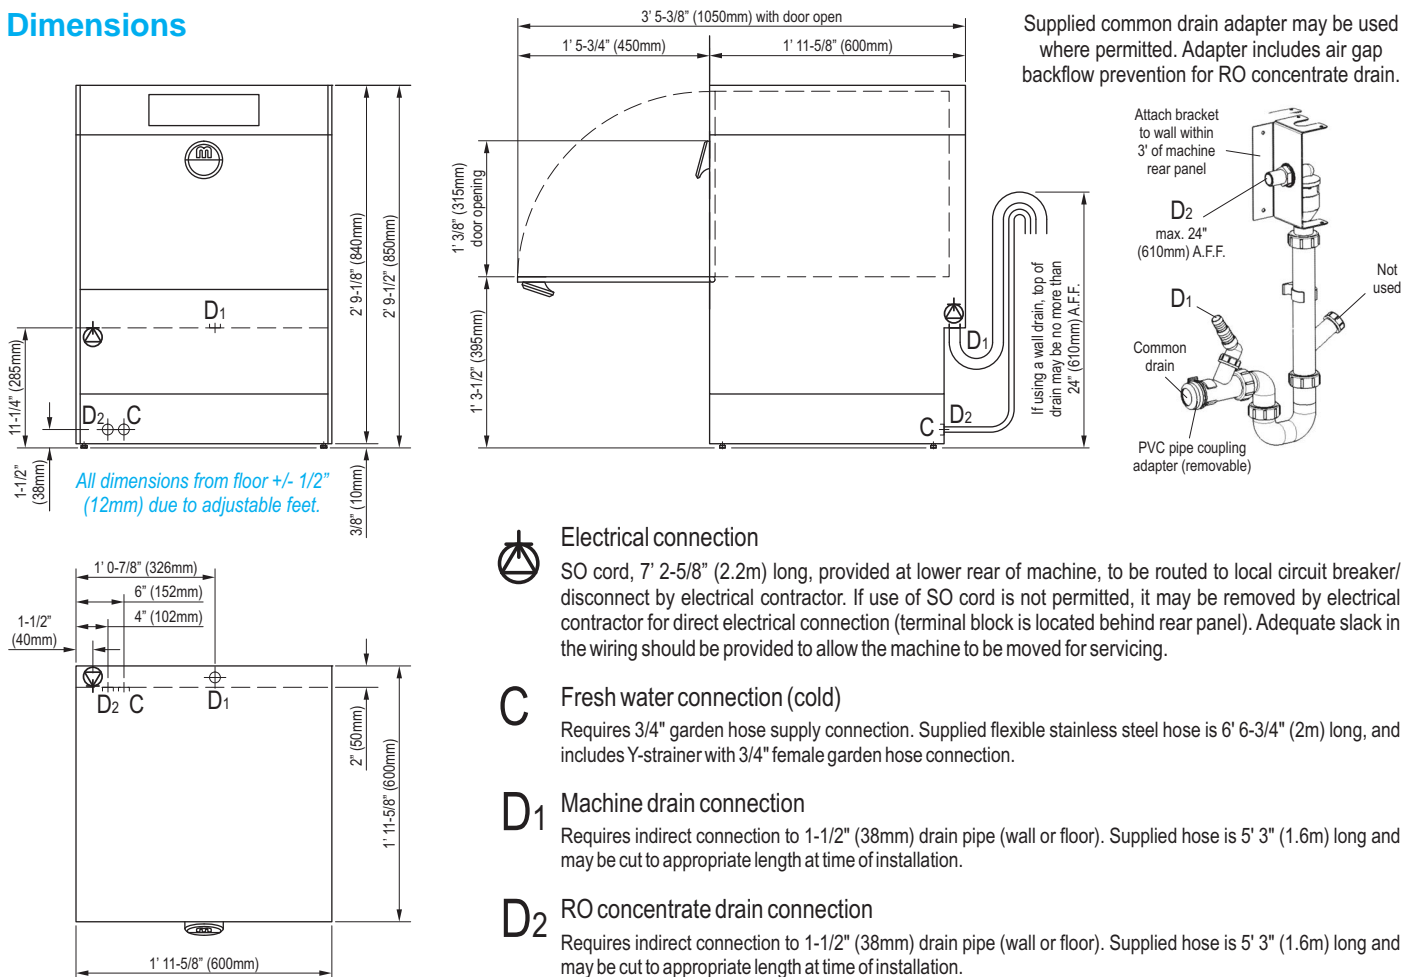 Dimensions
3' 5-3/8” (1050mm) with door open
1' 5-3/4” (450mm)
1' 11-5/8” (600mm)
Supplied common drain adapter may be used
where permitted. Adapter includes air gap
backflow prevention for RO concentrate drain.
2' 9-1/8” (840mm)
2' 9-1/2” (850mm)
D1
11-1/4” (285mm)
D2 C
1-1/2”
(38mm)
3/8” (10mm)
All dimensions from floor +/- 1/2”
(12mm) due to adjustable feet.
1' 3/8” (315mm)
door opening
1' 3-1/2” (395mm)
D1
C D2
If using a wall drain, top of
drain may be no more than
24” (610mm) A.F.F.
Attach bracket
to wall within
3' of machine
rear panel
D2
max. 24"
(610mm) A.F.F.
Not
used
D1
Common
drain
PVC pipe coupling
adapter (removable)
1' 0-7/8” (326mm)
6” (152mm)
4” (102mm)
1-1/2”
(40mm)
D2 C
D1
2” (50mm)
1' 11-5/8” (600mm)
m
1' 11-5/8” (600mm)
Electrical connection
SO cord, 7’ 2-5/8” (2.2m) long, provided at lower rear of machine, to be routed to local circuit breaker/
disconnect by electrical contractor. If use of SO cord is not permitted, it may be removed by electrical
contractor for direct electrical connection (terminal block is located behind rear panel). Adequate slack in
the wiring should be provided to allow the machine to be moved for servicing.
C Fresh water connection (cold)
Requires 3/4" garden hose supply connection. Supplied flexible stainless steel hose is 6' 6-3/4" (2m) long, and
includes Y-strainer with 3/4" female garden hose connection.
D1 Machine drain connection
Requires indirect connection to 1-1/2" (38mm) drain pipe (wall or floor). Supplied hose is 5' 3" (1.6m) long and
may be cut to appropriate length at time of installation.
D2 RO concentrate drain connection
Requires indirect connection to 1-1/2" (38mm) drain pipe (wall or floor). Supplied hose is 5' 3" (1.6m) long and
may be cut to appropriate length at time of installation.